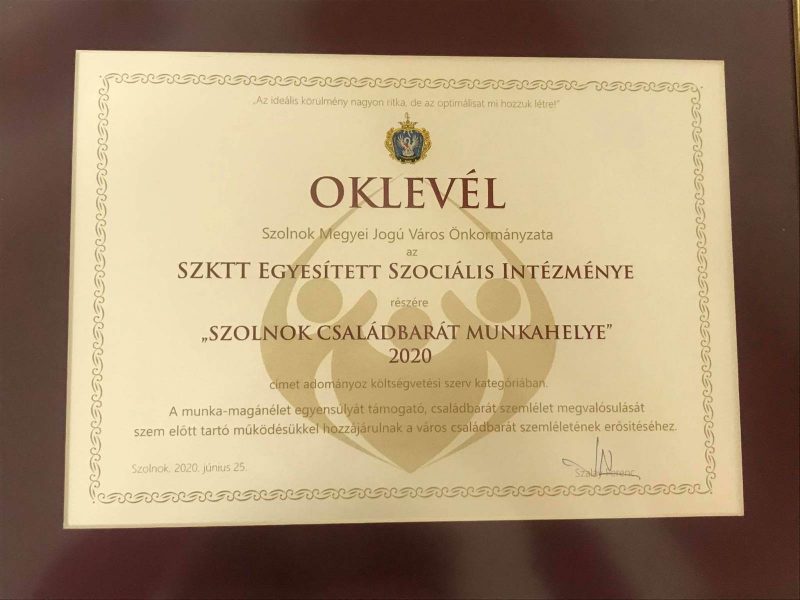 „Az ideális körülmény nagyon ritka, de az optimálisat mi hozzuk létre!”
OKLEVÉL
Szolnok Megyei Jogú Város Önkormányzata
az
SZKTT EGYESÍTETT SZOCIÁLIS INTÉZMÉNYE
részére
„SZOLNOK CSALÁDBARÁT MUNKAHELYE”
2020
címet adományoz költségvetési szerv kategóriában.
A munka-magánélet egyensúlyát támogató, családbarát szemlélet megvalósulását
szem előtt tartó működésükkel hozzájárulnak a város családbarát szemléletének erősítéséhez.
Szolnok, 2020. június 25.
Szalay Ferenc